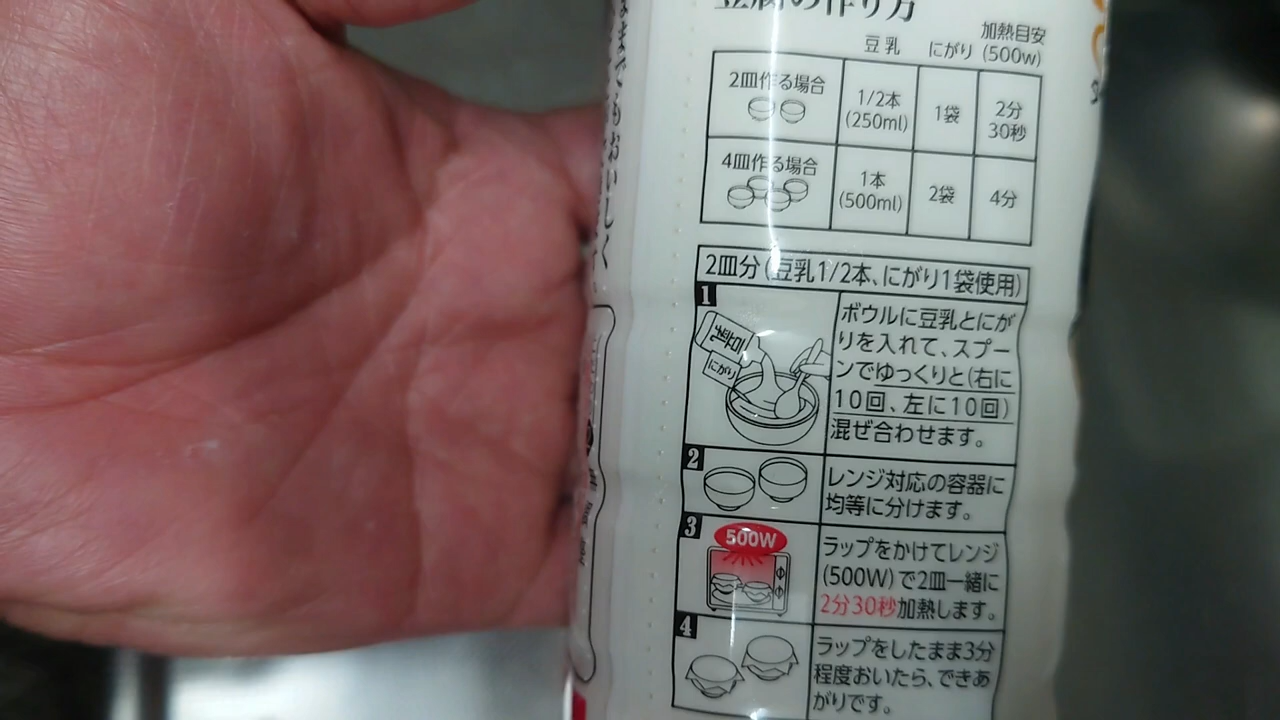 豆腐の作り方
豆乳 にがり 加熱目安(500w)
2皿作る場合 1/2本(250ml) 1袋 2分30秒
4皿作る場合 1本(500ml) 2袋 4分
2皿分(豆乳1/2本、にがり1袋使用)
1
豆乳
にがり
ボウルに豆乳とにが
りを入れて、スプー
ンでゆっくりと(右に
10回、左に10回)
混ぜ合わせます。
2
レンジ対応の容器に
均等に分けます。
3
500W
ラップをかけてレンジ
(500W)で2皿一緒に
2分30秒加熱します。
4
ラップをしたまま3分
程度おいたら、できあ
がりです。